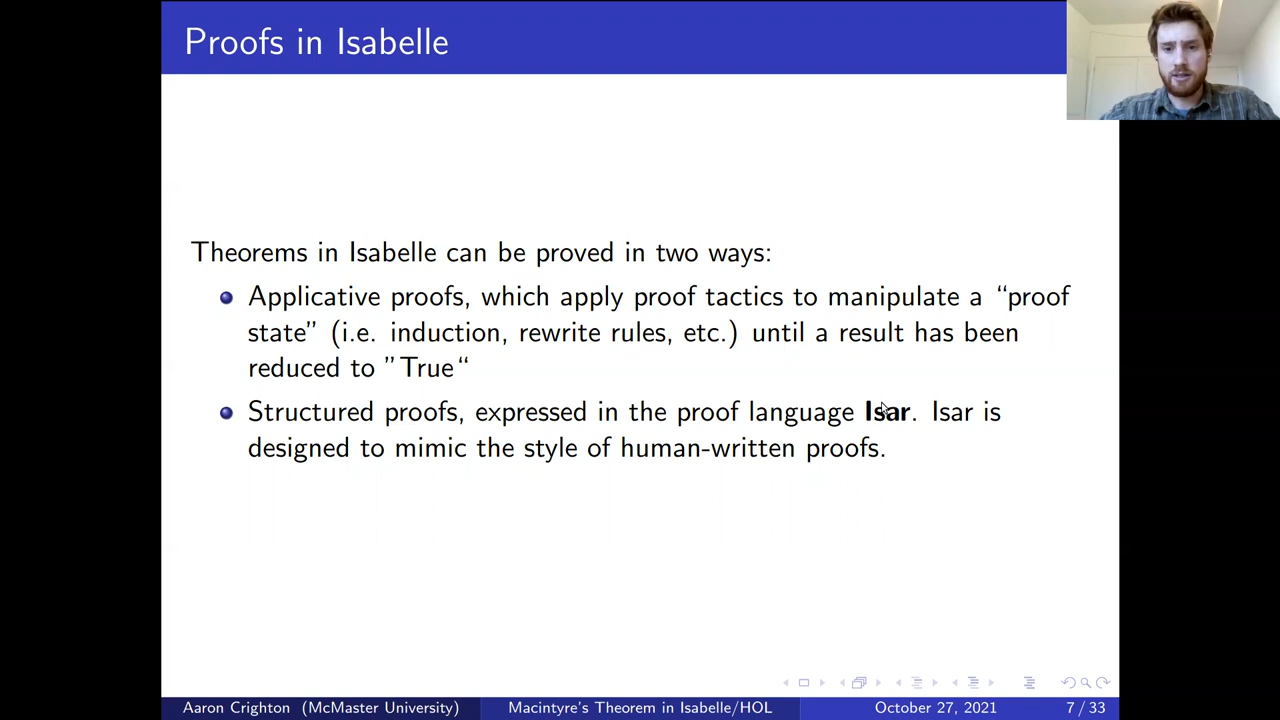 Proofs in Isabelle
Theorems in Isabelle can be proved in two ways:
Applicative proofs, which apply proof tactics to manipulate a “proof
state” (i.e. induction, rewrite rules, etc.) until a result has been
reduced to ”True“
Structured proofs, expressed in the proof language Isar. Isar is
designed to mimic the style of human-written proofs.
Aaron Crighton (McMaster University) Macintyre's Theorem in Isabelle/HOL October 27, 2021 7 / 33